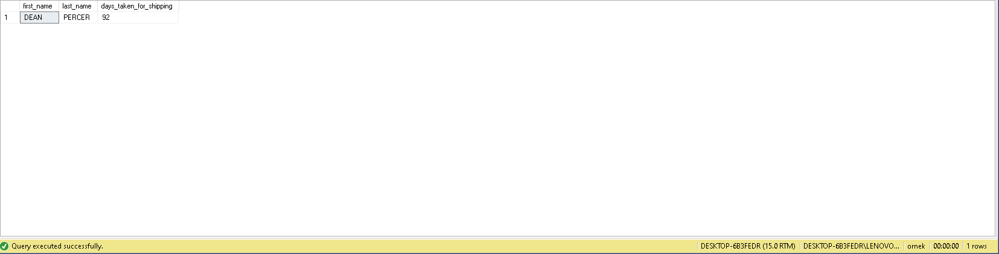 first_name last_name days_taken_for_shipping
1 DEAN PERCER 92
Query executed successfully. DESKTOP-6B3FEDR (15.0 RTM) DESKTOP-6B3FEDR\LENOVO... ornek 00:00:00 1 rows